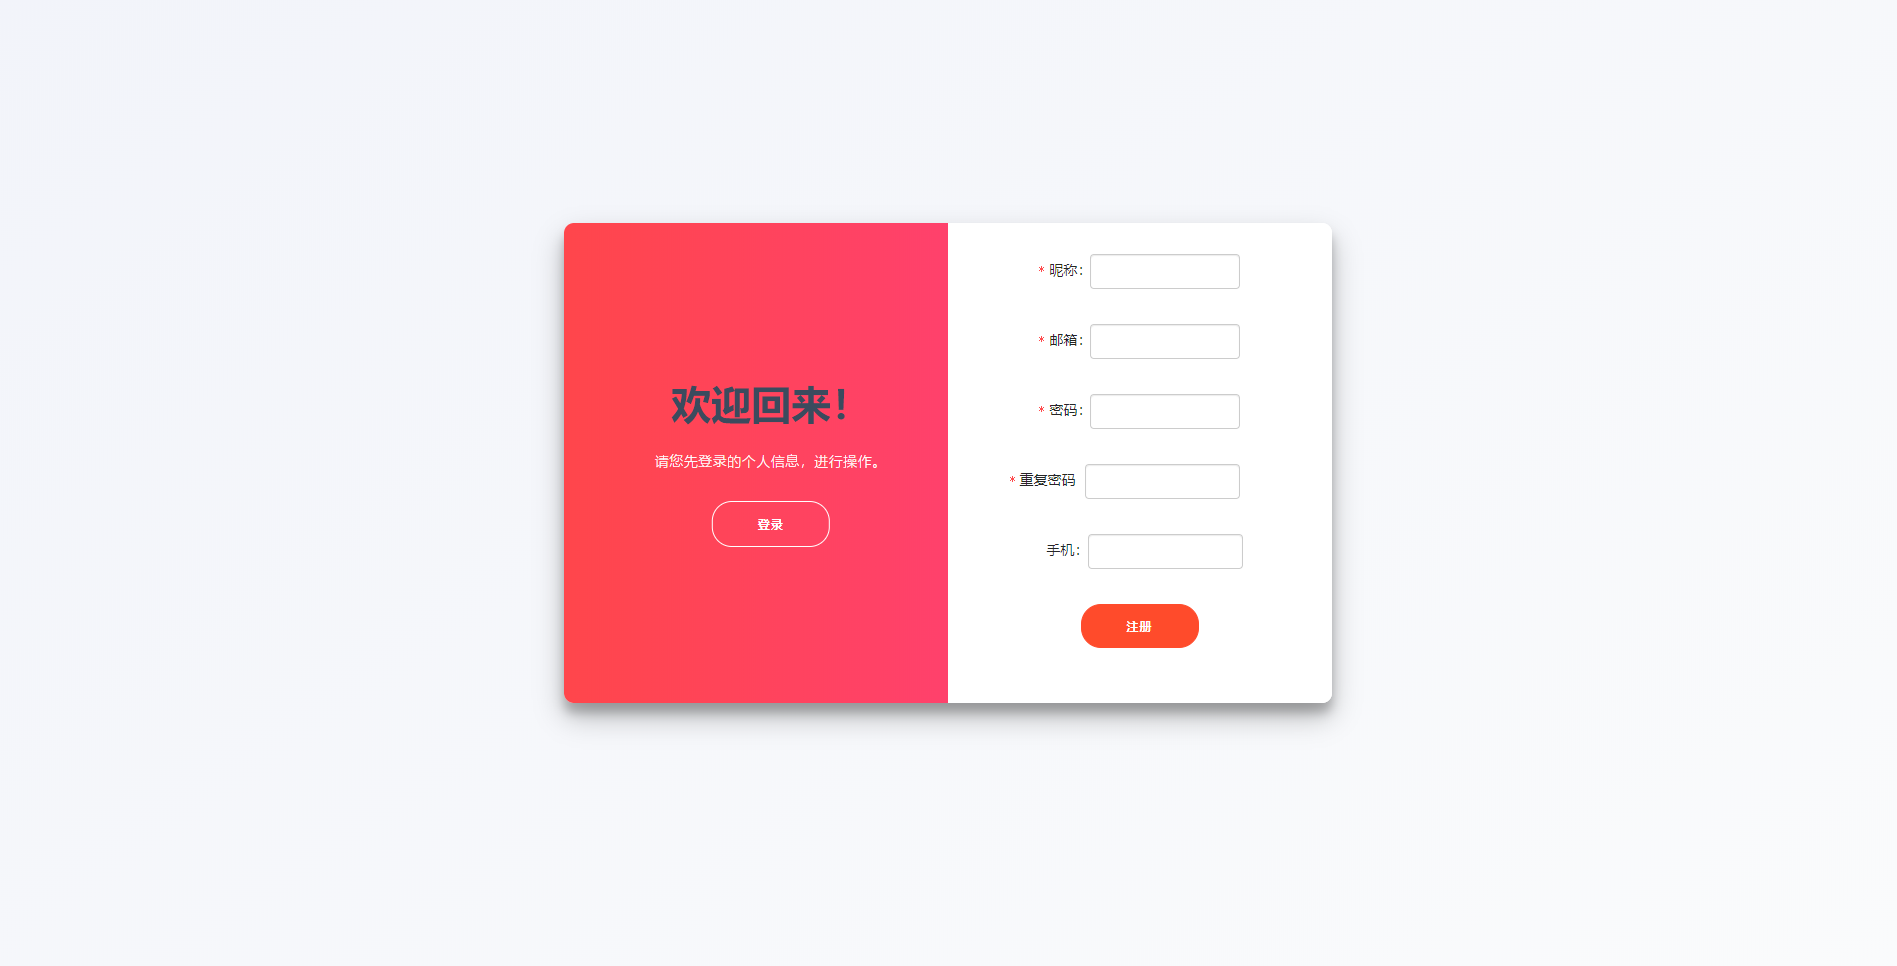 欢迎回来！
请您先登录的个人信息，进行操作。
登录
* 昵称：
* 邮箱：
* 密码：
* 重复密码
手机：
注册